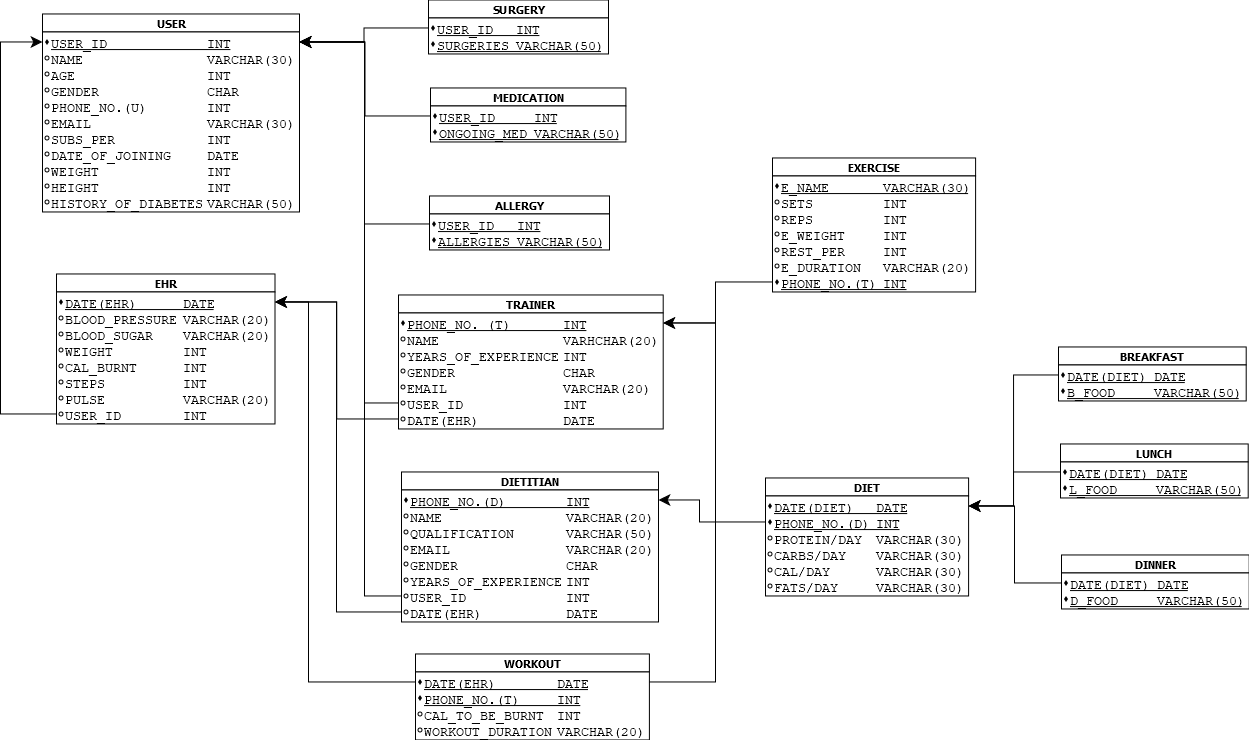 USER
USER_ID INT
NAME VARCHAR(30)
AGE INT
GENDER CHAR
PHONE_NO.(U) INT
EMAIL VARCHAR(30)
SUBS_PER INT
DATE_OF_JOINING DATE
WEIGHT INT
HEIGHT INT
HISTORY_OF_DIABETES VARCHAR(50)
SURGERY
USER_ID INT
SURGERIES VARCHAR(50)
MEDICATION
USER_ID INT
ONGOING_MED VARCHAR(50)
ALLERGY
USER_ID INT
ALLERGIES VARCHAR(50)
EXERCISE
E_NAME VARCHAR(30)
SETS INT
REPS INT
E_WEIGHT INT
REST_PER INT
E_DURATION VARCHAR(20)
PHONE_NO.(T) INT
EHR
DATE(EHR) DATE
BLOOD_PRESSURE VARCHAR(20)
BLOOD_SUGAR VARCHAR(20)
WEIGHT INT
CAL_BURNT INT
STEPS INT
PULSE VARCHAR(20)
USER_ID INT
TRAINER
PHONE_NO. (T) INT
NAME VARHCHAR(20)
YEARS_OF_EXPERIENCE INT
GENDER CHAR
EMAIL VARCHAR(20)
USER_ID INT
DATE(EHR) DATE
BREAKFAST
DATE(DIET) DATE
B_FOOD VARCHAR(50)
LUNCH
DATE(DIET) DATE
L_FOOD VARCHAR(50)
DIETITIAN
PHONE_NO.(D) INT
NAME VARCHAR(20)
QUALIFICATION VARCHAR(50)
EMAIL VARCHAR(20)
GENDER CHAR
YEARS_OF_EXPERIENCE INT
USER_ID INT
DATE(EHR) DATE
DIET
DATE(DIET) DATE
PHONE_NO.(D) INT
PROTEIN/DAY VARCHAR(30)
CARBS/DAY VARCHAR(30)
CAL/DAY VARCHAR(30)
FATS/DAY VARCHAR(30)
DINNER
DATE(DIET) DATE
D_FOOD VARCHAR(50)
WORKOUT
DATE(EHR) DATE
PHONE_NO.(T) INT
CAL_TO_BE_BURNT INT
WORKOUT_DURATION VARCHAR(20)